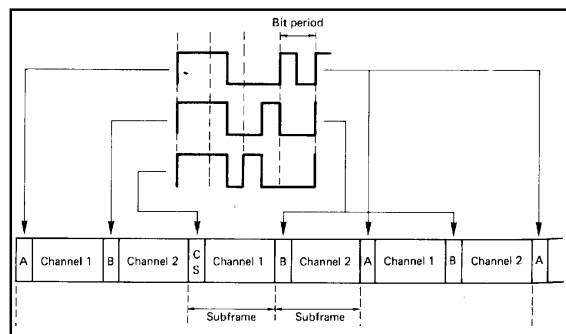 Bit period
A Channel 1 B Channel 2 C S Channel 1 B Channel 2 A Channel 1 B Channel 2 A
Subframe Subframe